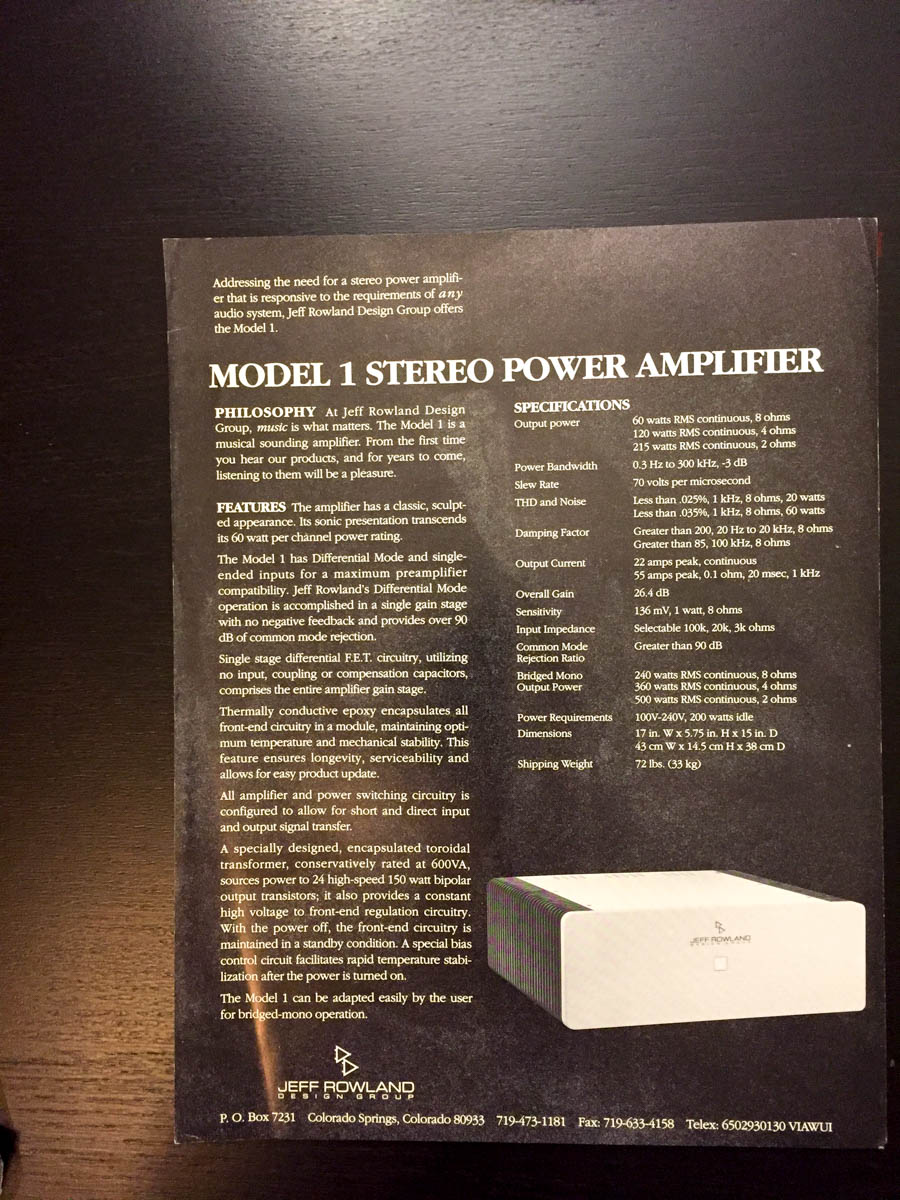 Addressing the need for a stereo power amplifi-
er that is responsive to the requirements of any
audio system, Jeff Rowland Design Group offers
the Model 1.
MODEL 1 STEREO POWER AMPLIFIER
PHILOSOPHY At Jeff Rowland Design
Group, music is what matters. The Model 1 is a
musical sounding amplifier. From the first time
you hear our products, and for years to come,
listening to them will be a pleasure.
FEATURES The amplifier has a classic, sculpt-
ed appearance. Its sonic presentation transcends
its 60 watt per channel power rating.
The Model 1 has Differential Mode and single-
ended inputs for a maximum preamplifier
compatibility. Jeff Rowland's Differential Mode
operation is accomplished in a single gain stage
with no negative feedback and provides over 90
dB of common mode rejection.
Single stage differential F.E.T. circuitry, utilizing
no input, coupling or compensation capacitors,
comprises the entire amplifier gain stage.
Thermally conductive epoxy encapsulates all
front-end circuitry in a module, maintaining opti-
mum temperature and mechanical stability. This
feature ensures longevity, serviceability and
allows for easy product update.
All amplifier and power switching circuitry is
configured to allow for short and direct input
and output signal transfer.
A specially designed, encapsulated toroidal
transformer, conservatively rated at 600VA,
sources power to 24 high-speed 150 watt bipolar
output transistors; it also provides a constant
high voltage to front-end regulation circuitry.
With the power off, the front-end circuitry is
maintained in a standby condition. A special bias
control circuit facilitates rapid temperature stabi-
lization after the power is turned on.
The Model 1 can be adapted easily by the user
for bridged-mono operation.
SPECIFICATIONS
Output power 60 watts RMS continuous, 8 ohms
120 watts RMS continuous, 4 ohms
215 watts RMS continuous, 2 ohms
Power Bandwidth 0.3 Hz to 300 kHz, -3 dB
Slew Rate 70 volts per microsecond
THD and Noise Less than .025%, 1 kHz, 8 ohms, 20 watts
Less than .035%, 1 kHz, 8 ohms, 60 watts
Damping Factor Greater than 200, 20 Hz to 20 kHz, 8 ohms
Greater than 85, 100 kHz, 8 ohms
Output Current 22 amps peak, continuous
55 amps peak, 0.1 ohm, 20 msec, 1 kHz
Overall Gain 26.4 dB
Sensitivity 136 mV, 1 watt, 8 ohms
Input Impedance Selectable 100k, 20k, 3k ohms
Common Mode Greater than 90 dB
Rejection Ratio
Bridged Mono 240 watts RMS continuous, 8 ohms
Output Power 360 watts RMS continuous, 4 ohms
500 watts RMS continuous, 2 ohms
Power Requirements 100V-240V, 200 watts idle
Dimensions 17 in. W x 5.75 in. H x 15 in. D
43 cm W x 14.5 cm H x 38 cm D
Shipping Weight 72 lbs. (33 kg)
JEFF ROWLAND
DESIGN GROUP
JEFF ROWLAND
DESIGN GROUP
P. O. Box 7231 Colorado Springs, Colorado 80933 719-473-1181 Fax: 719-633-4158 Telex: 6502930130 VIAWUI